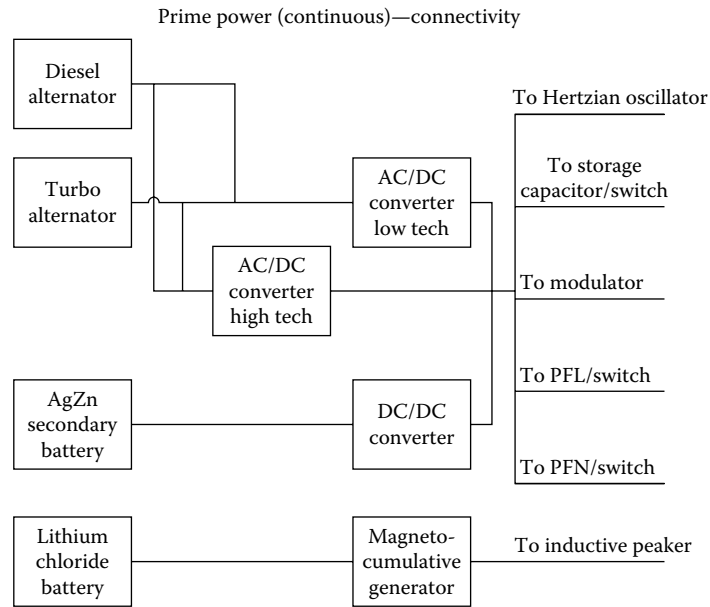 Prime power (continuous)—connectivity
Diesel
alternator
To Hertzian oscillator
Turbo
alternator
AC/DC
converter
low tech
To storage
capacitor/switch
AC/DC
converter
high tech
To modulator
AgZn
secondary
battery
DC/DC
converter
To PFL/switch
To PFN/switch
Lithium
chloride
battery
Magneto-
cumulative
generator
To inductive peaker